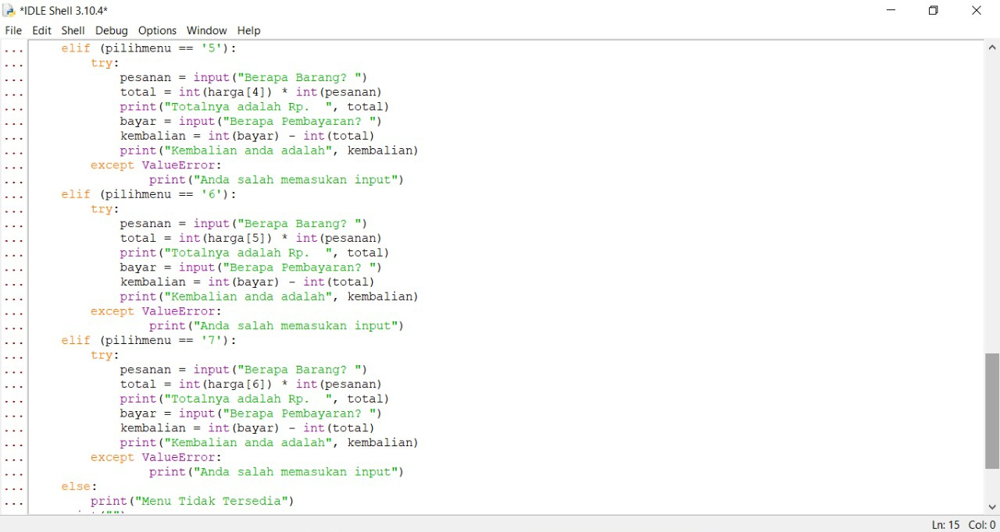 *IDLE Shell 3.10.4*
File Edit Shell Debug Options Window Help
... elif (pilihmenu == '5'):
... try:
... pesanan = input("Berapa Barang? ")
... total = int(harga[4]) * int(pesanan)
... print("Totalnya adalah Rp.  ", total)
... bayar = input("Berapa Pembayaran? ")
... kembalian = int(bayar) - int(total)
... print("Kembalian anda adalah", kembalian)
... except ValueError:
... print("Anda salah memasukan input")
... elif (pilihmenu == '6'):
... try:
... pesanan = input("Berapa Barang? ")
... total = int(harga[5]) * int(pesanan)
... print("Totalnya adalah Rp.  ", total)
... bayar = input("Berapa Pembayaran? ")
... kembalian = int(bayar) - int(total)
... print("Kembalian anda adalah", kembalian)
... except ValueError:
... print("Anda salah memasukan input")
... elif (pilihmenu == '7'):
... try:
... pesanan = input("Berapa Barang? ")
... total = int(harga[6]) * int(pesanan)
... print("Totalnya adalah Rp.  ", total)
... bayar = input("Berapa Pembayaran? ")
... kembalian = int(bayar) - int(total)
... print("Kembalian anda adalah", kembalian)
... except ValueError:
... print("Anda salah memasukan input")
... else:
... print("Menu Tidak Tersedia")
Ln: 15 Col: 0